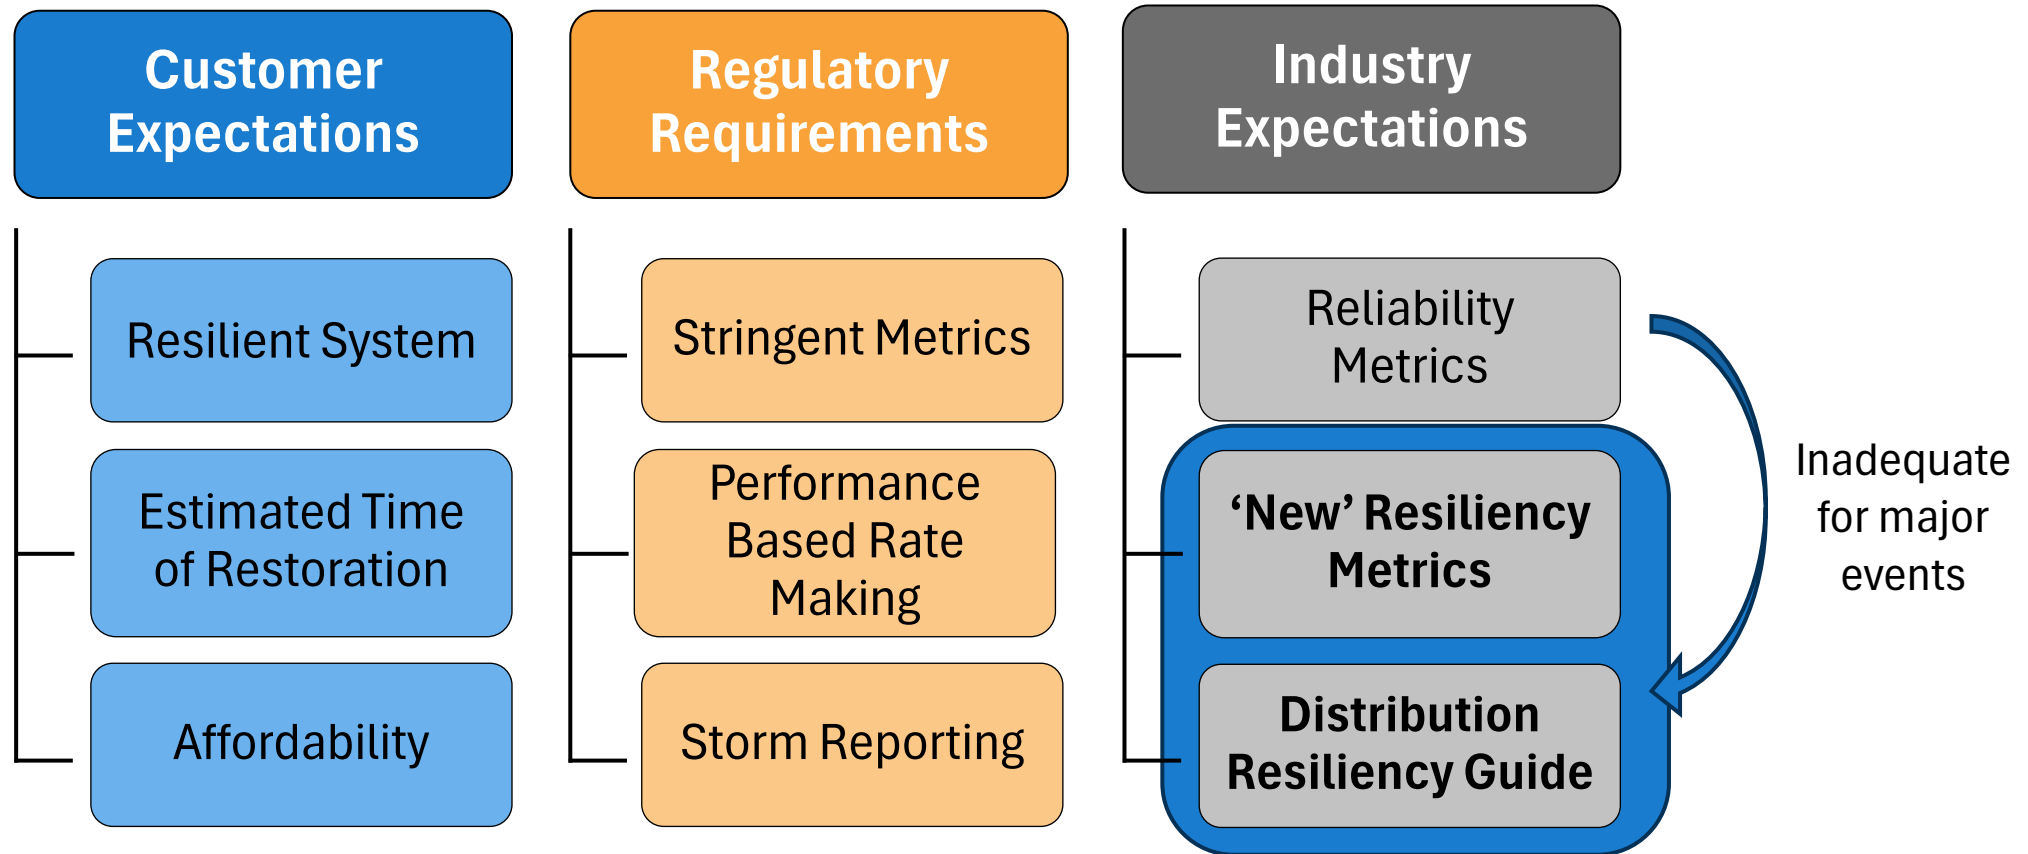 Customer
Expectations
Resilient System
Estimated Time
of Restoration
Affordability
Regulatory
Requirements
Stringent Metrics
Performance
Based Rate
Making
Storm Reporting
Industry
Expectations
Reliability
Metrics
‘New’ Resiliency
Metrics
Distribution
Resiliency Guide
Inadequate
for major
events